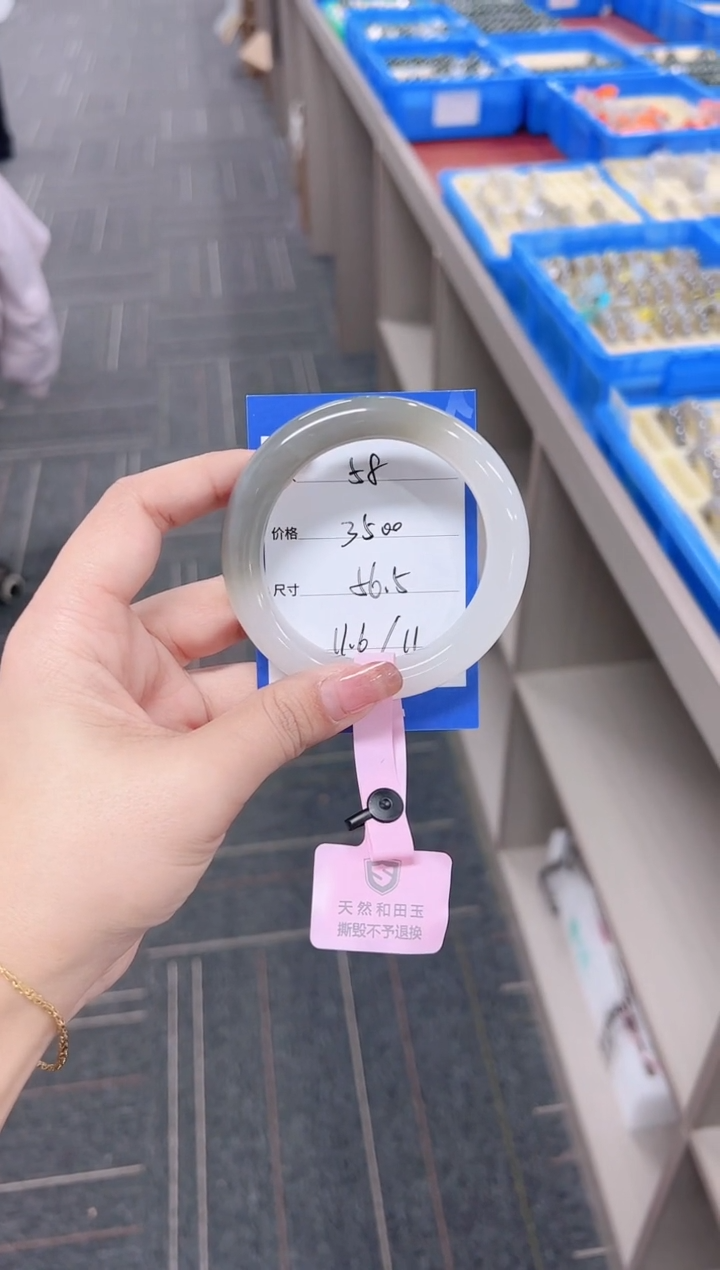 58
价格 3500
尺寸 56.5
11.6/11
天然和田玉
撕毁不予退换